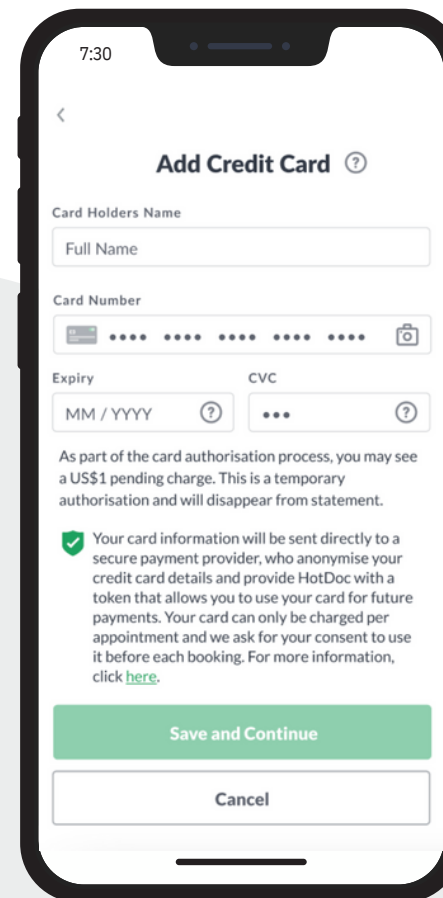 7:30
Add Credit Card ?
Card Holders Name
Full Name
Card Number
•••• •••• •••• •••• ••••
Expiry CVC
MM / YYYY ? ••• ?
As part of the card authorisation process, you may see
a US$1 pending charge. This is a temporary
authorisation and will disappear from statement.
Your card information will be sent directly to a
secure payment provider, who anonymise your
credit card details and provide HotDoc with a
token that allows you to use your card for future
payments. Your card can only be charged per
appointment and we ask for your consent to use
it before each booking. For more information,
click here.
Save and Continue
Cancel